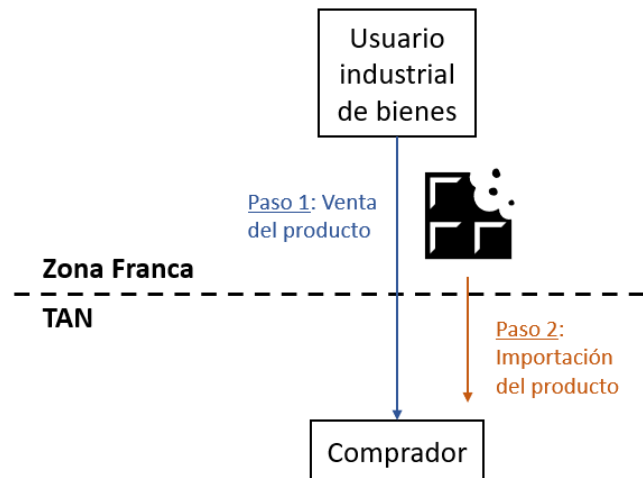 Usuario
industrial
de bienes
Paso 1: Venta
del producto
Zona Franca
TAN
Paso 2:
Importación
del producto
Comprador